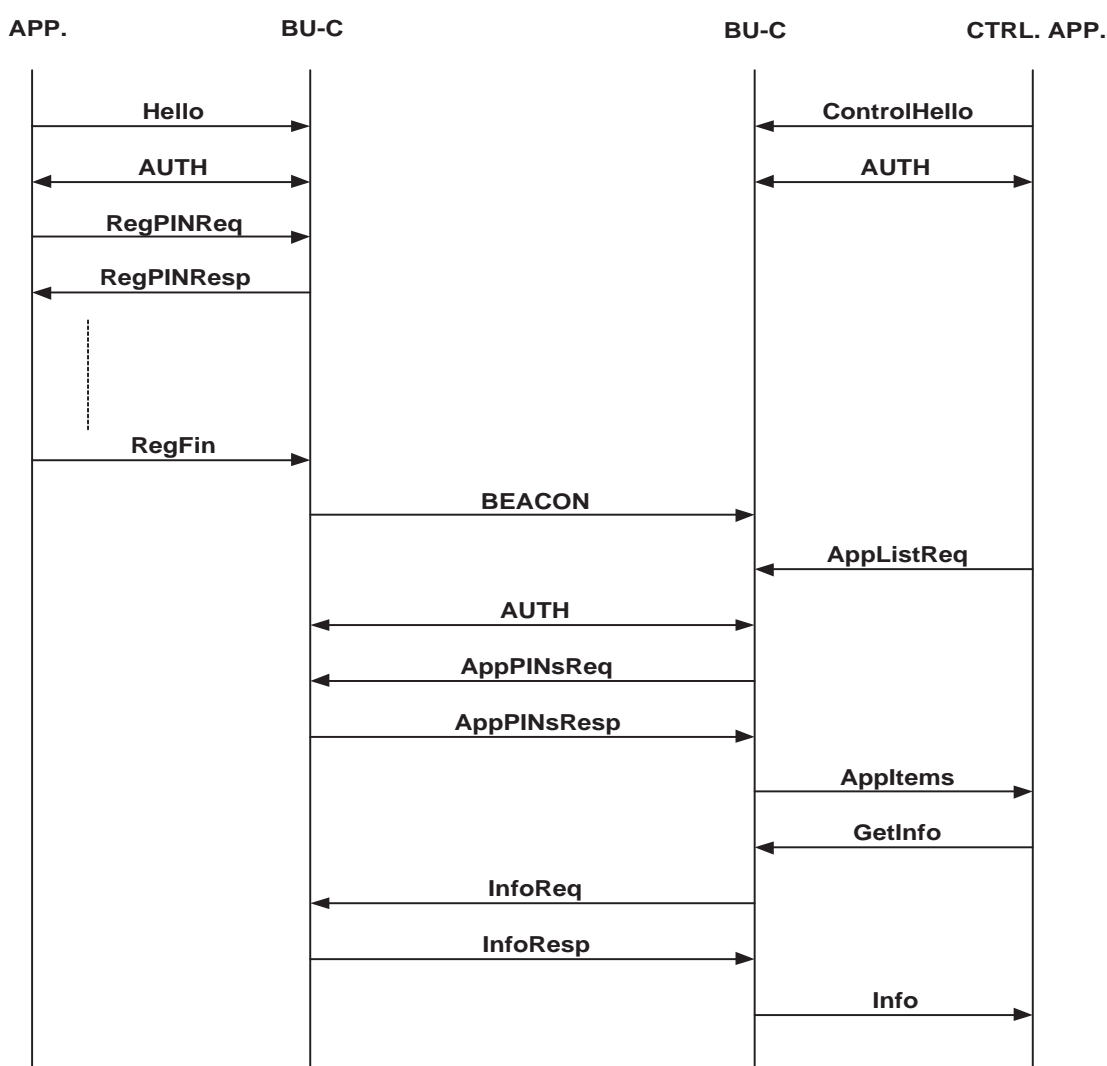 APP.
BU-C
BU-C
CTRL. APP.
Hello
ControlHello
AUTH
AUTH
RegPINReq
RegPINResp
RegFin
BEACON
AppListReq
AUTH
AppPINsReq
AppPINsResp
AppItems
GetInfo
InfoReq
InfoResp
Info